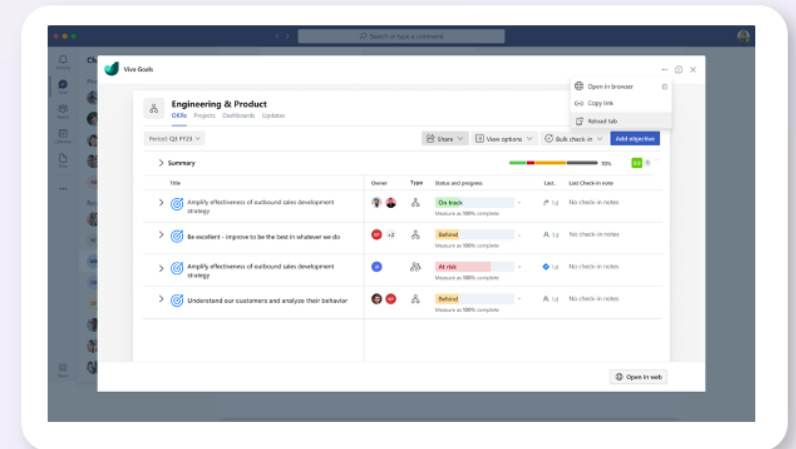 Search or type a command
Viva Goals
Open in browser
Copy link
Reload tab
Engineering & Product
OKRs Projects Dashboards Updates
Period: Q3 FY23
Share View options Bulk check-in Add objective
Summary
70%
Title Owner Type Status and progress Last.. Last Check-in note
Amplify effectiveness of outbound sales development
strategy
On track
1d No check-in notes
Measure as 100% complete
Be excellent - improve to be the best in whatever we do
+2
Behind
1d No check-in notes
Measure as 100% complete
Amplify effectiveness of outbound sales development
strategy
At risk
1d No check-in notes
Measure as 100% complete
Understand our customers and analyze their behavior
Behind
1d No check-in notes
Measure as 100% complete
Open in web